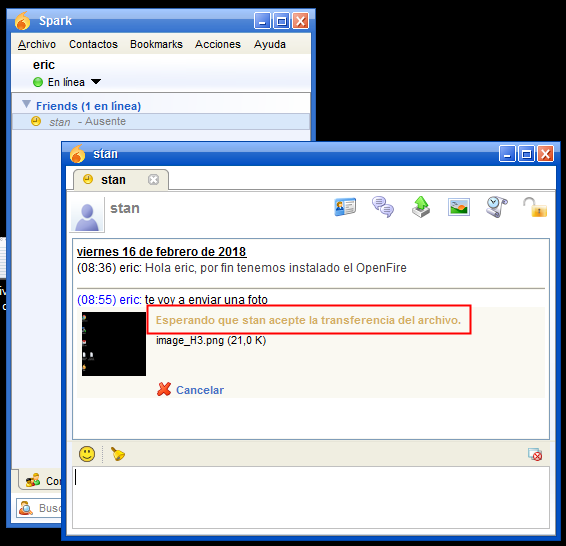 Spark
Archivo Contactos Bookmarks Acciones Ayuda
eric
En línea
Friends (1 en línea)
stan - Ausente
stan
stan
stan
viernes 16 de febrero de 2018
(08:36) eric: Hola eric, por fin tenemos instalado el OpenFire
(08:55) eric: te voy a enviar una foto
Esperando que stan acepte la transferencia del archivo.
image_H3.png (21,0 K)
Cancelar
Con
Busc